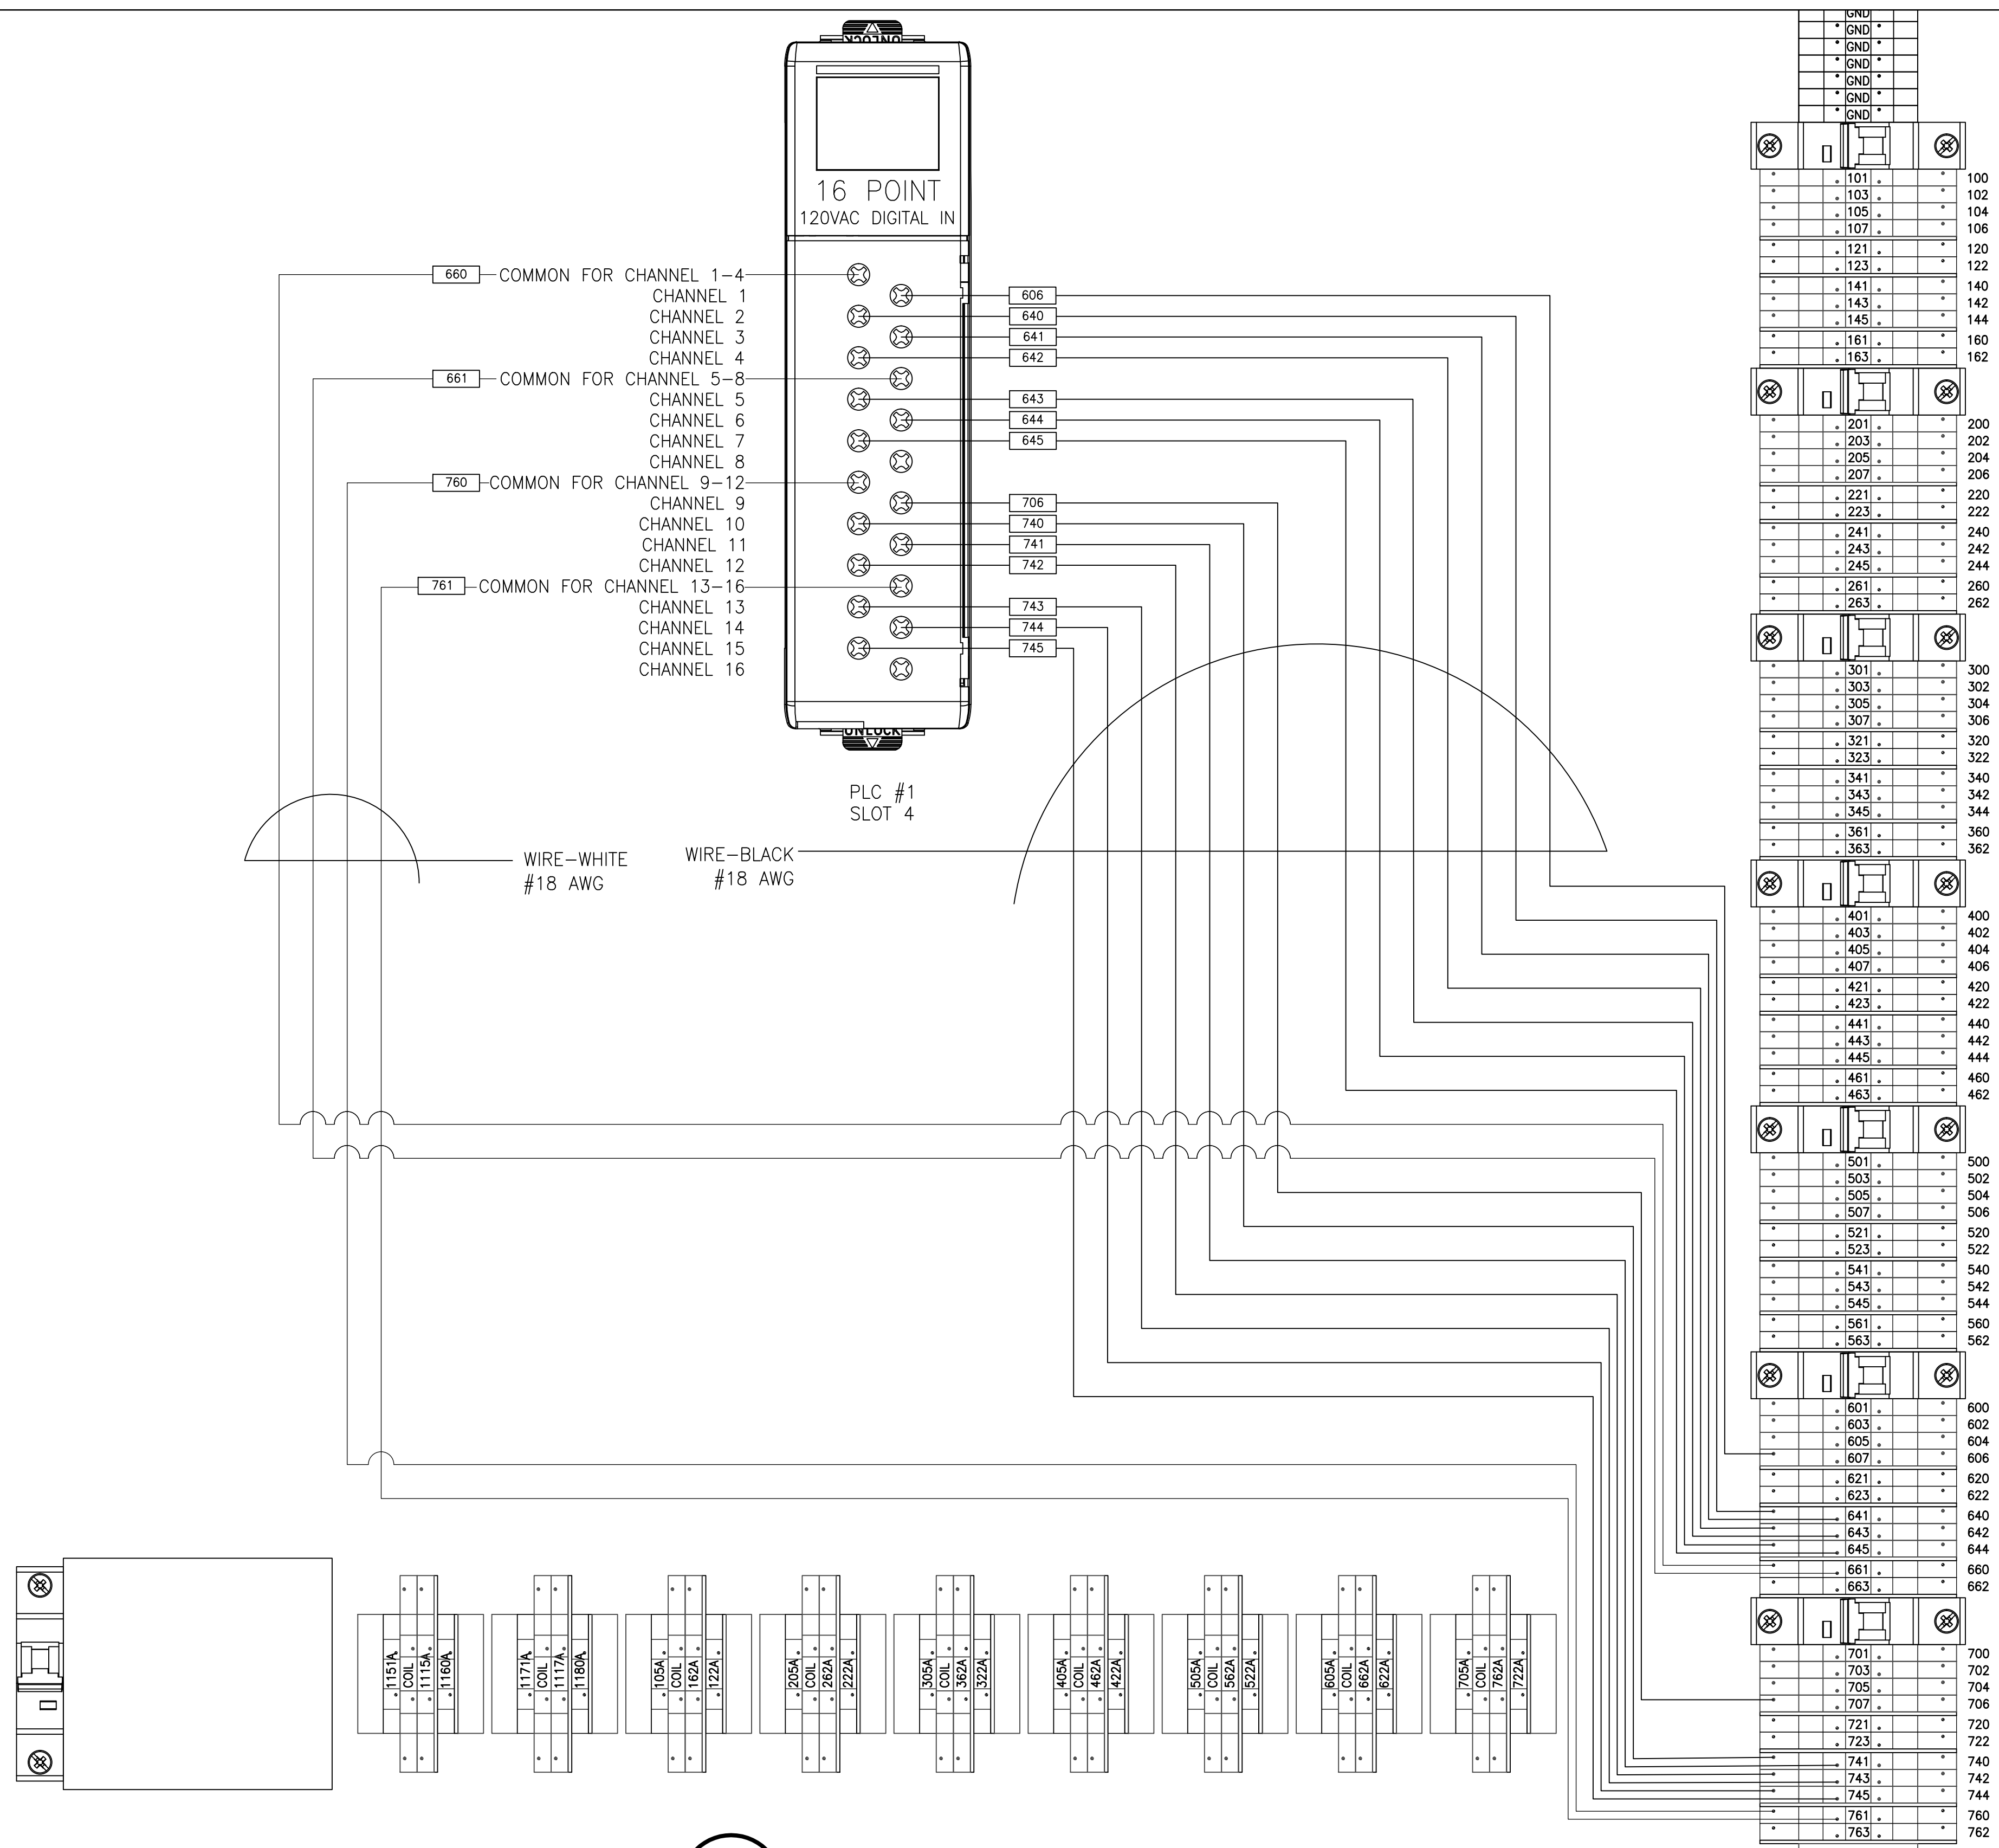 GND
GND
GND
GND
GND
GND
GND
UNLOCK
16 POINT
120VAC DIGITAL IN
660 COMMON FOR CHANNEL 1-4
CHANNEL 1 606
CHANNEL 2 640
CHANNEL 3 641
CHANNEL 4 642
661 COMMON FOR CHANNEL 5-8
CHANNEL 5 643
CHANNEL 6 644
CHANNEL 7 645
CHANNEL 8
760 COMMON FOR CHANNEL 9-12
CHANNEL 9 706
CHANNEL 10 740
CHANNEL 11 741
CHANNEL 12 742
761 COMMON FOR CHANNEL 13-16
CHANNEL 13 743
CHANNEL 14 744
CHANNEL 15 745
CHANNEL 16
UNLOCK
PLC #1
SLOT 4
WIRE-WHITE
#18 AWG
WIRE-BLACK
#18 AWG
101 100
103 102
105 104
107 106
121 120
123 122
141 140
143 142
145 144
161 160
163 162
201 200
203 202
205 204
207 206
221 220
223 222
241 240
243 242
245 244
261 260
263 262
301 300
303 302
305 304
307 306
321 320
323 322
341 340
343 342
345 344
361 360
363 362
401 400
403 402
405 404
407 406
421 420
423 422
441 440
443 442
445 444
461 460
463 462
501 500
503 502
505 504
507 506
521 520
523 522
541 540
543 542
545 544
561 560
563 562
601 600
603 602
605 604
607 606
621 620
623 622
641 640
643 642
645 644
661 660
663 662
701 700
703 702
705 704
707 706
721 720
723 722
741 740
743 742
745 744
761 760
763 762
1151A
COIL
1115A
1160A
1171A
COIL
1117A
1180A
105A
COIL
162A
122A
205A
COIL
262A
222A
305A
COIL
362A
322A
405A
COIL
462A
422A
505A
COIL
562A
522A
605A
COIL
662A
622A
705A
COIL
762A
722A